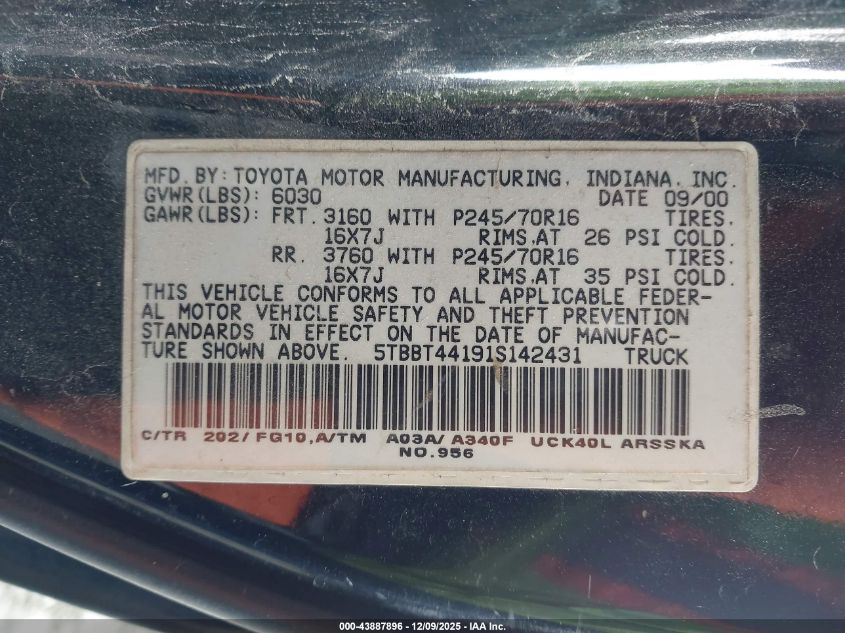 MFD. BY: TOYOTA MOTOR MANUFACTURING, INDIANA, INC.
GVWR(LBS): 6030 DATE 09/00
GAWR(LBS): FRT. 3160 WITH P245/70R16 TIRES.
16X7J RIMS.AT 26 PSI COLD.
RR. 3760 WITH P245/70R16 TIRES.
16X7J RIMS.AT 35 PSI COLD.
THIS VEHICLE CONFORMS TO ALL APPLICABLE FEDER-
AL MOTOR VEHICLE SAFETY AND THEFT PREVENTION
STANDARDS IN EFFECT ON THE DATE OF MANUFAC-
TURE SHOWN ABOVE. 5TBBT44191S142431 TRUCK
C/TR 202/FG10,A/TM A03A/A340F UCK40L ARSSKA
NO.956
000-43887896 - 12/09/2025 - IAA Inc.